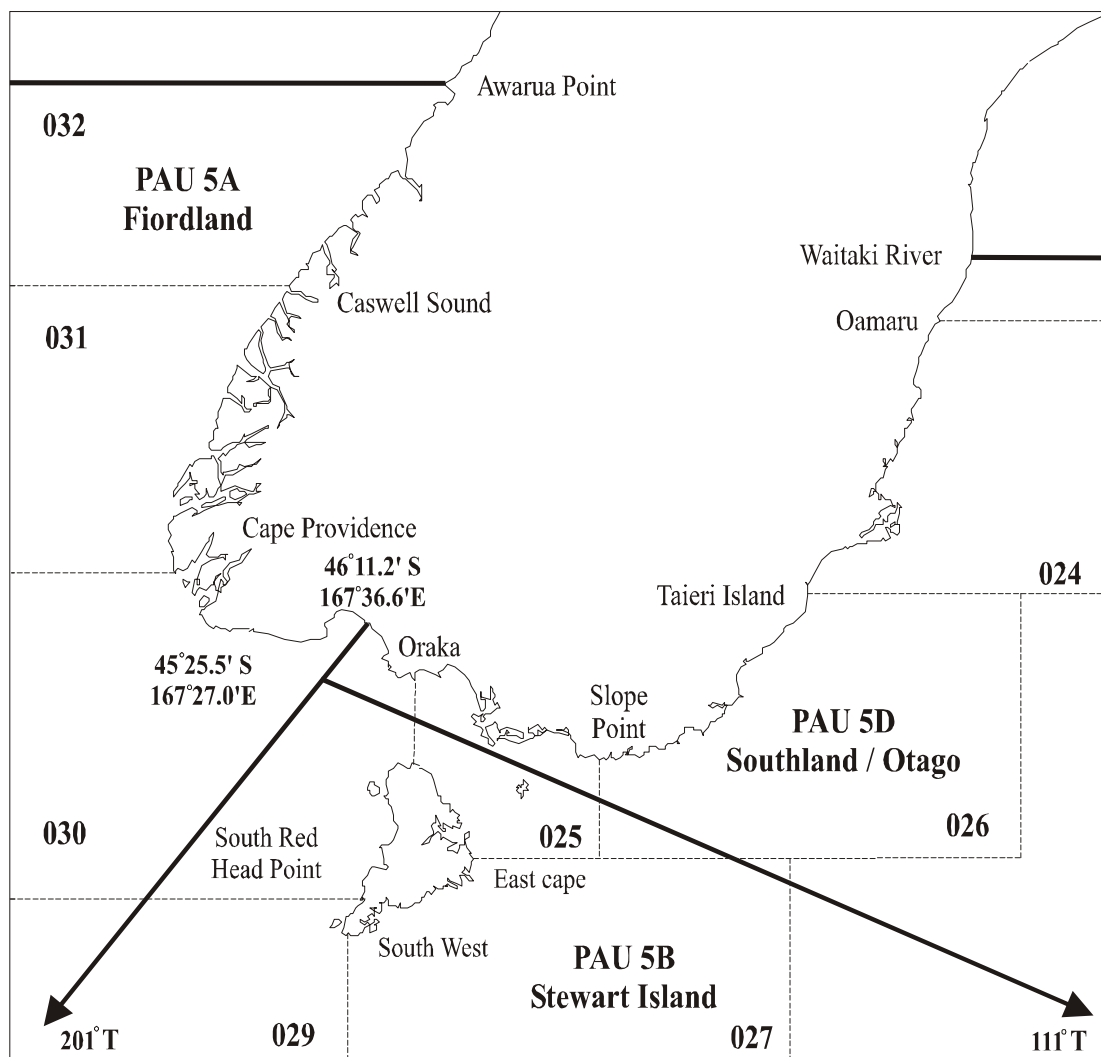 Awarua Point
032
PAU 5A
Fiordland
Waitaki River
Caswell Sound
Oamaru
031
Cape Providence
46°11.2' S
167°36.6'E
024
Taieri Island
Oraka
45°25.5' S
167°27.0'E
Slope
Point
PAU 5D
Southland / Otago
030
South Red
Head Point
025
026
East cape
South West
PAU 5B
Stewart Island
201°T
029
027
111°T